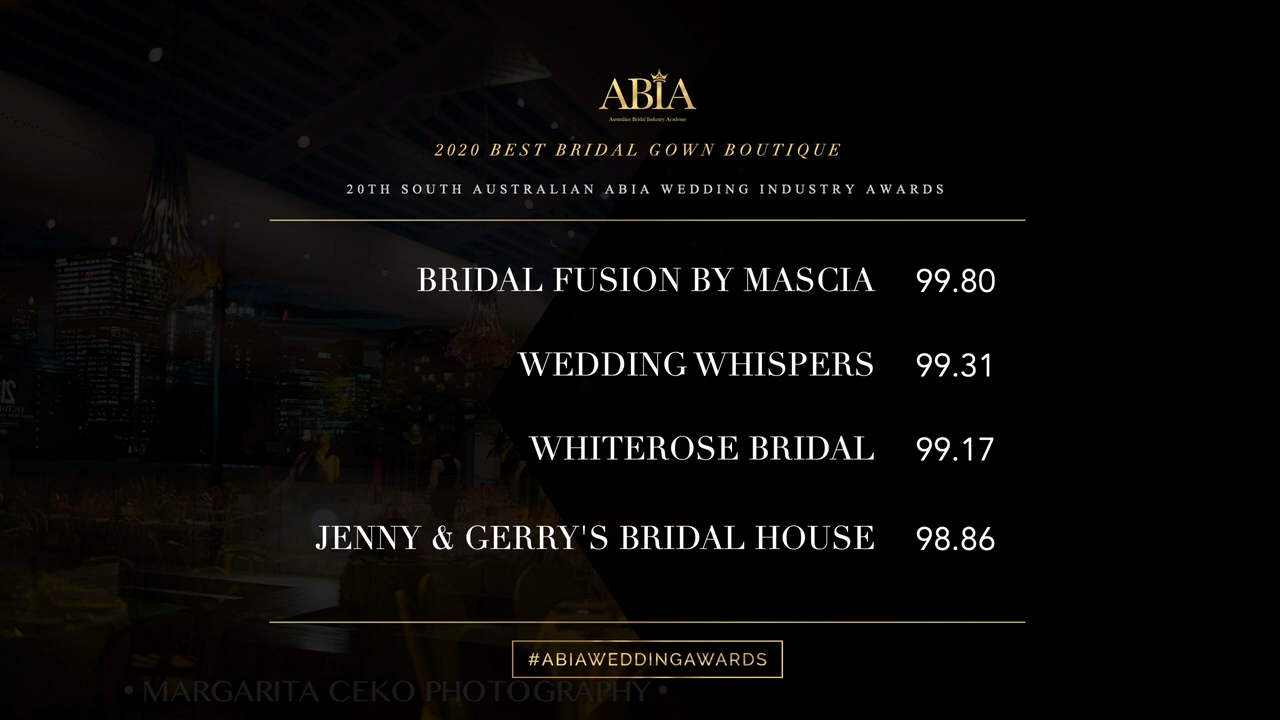 ABIA
Australian Bridal Industry Academy
2020 BEST BRIDAL GOWN BOUTIQUE
20TH SOUTH AUSTRALIAN ABIA WEDDING INDUSTRY AWARDS
BRIDAL FUSION BY MASCIA 99.80
WEDDING WHISPERS 99.31
WHITEROSE BRIDAL 99.17
JENNY & GERRY'S BRIDAL HOUSE 98.86
#ABIAWEDDINGAWARDS
• MARGARITA CEKO PHOTOGRAPHY •